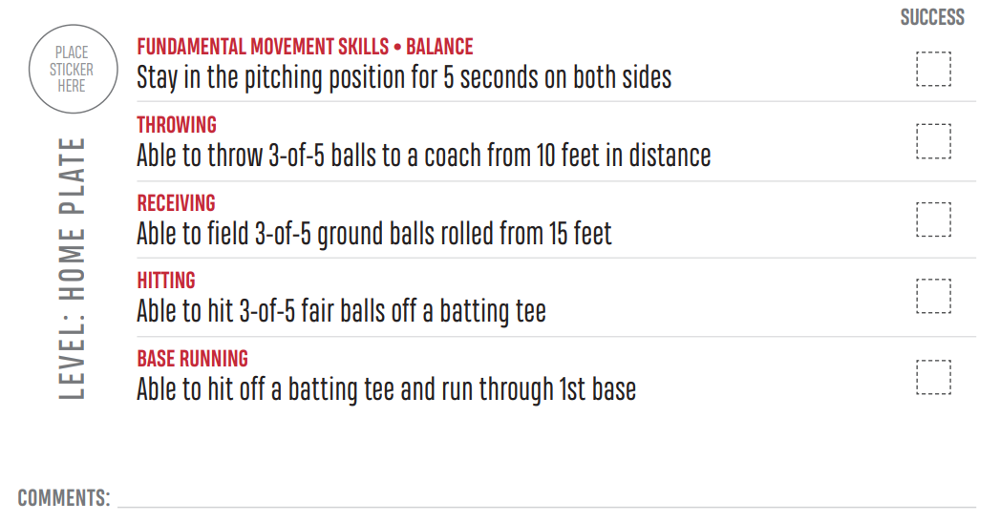 SUCCESS
PLACE
STICKER
HERE
LEVEL: HOME PLATE
FUNDAMENTAL MOVEMENT SKILLS • BALANCE
Stay in the pitching position for 5 seconds on both sides
THROWING
Able to throw 3-of-5 balls to a coach from 10 feet in distance
RECEIVING
Able to field 3-of-5 ground balls rolled from 15 feet
HITTING
Able to hit 3-of-5 fair balls off a batting tee
BASE RUNNING
Able to hit off a batting tee and run through 1st base
COMMENTS: